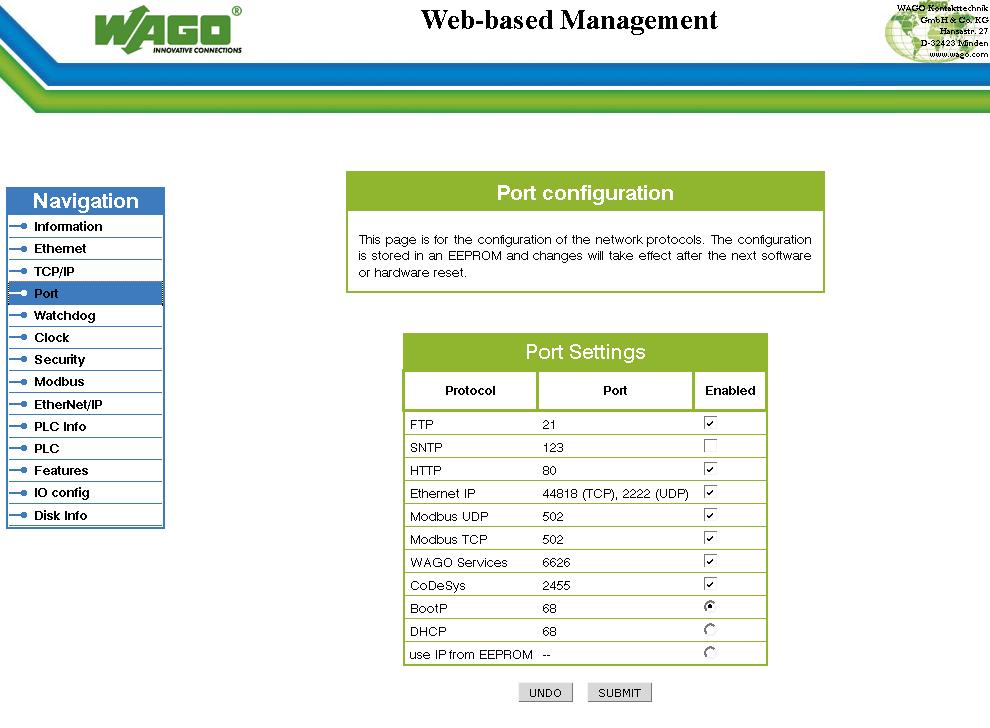 WAGO®
INNOVATIVE CONNECTIONS
Web-based Management
WAGO Kontakttechnik
GmbH & Co. KG
Hansastr. 27
D-32423 Minden
www.wago.com
Navigation
Information
Ethernet
TCP/IP
Port
Watchdog
Clock
Security
Modbus
EtherNet/IP
PLC Info
PLC
Features
IO config
Disk Info
Port configuration
This page is for the configuration of the network protocols. The configuration
is stored in an EEPROM and changes will take effect after the next software
or hardware reset.
Port Settings
Protocol Port Enabled
FTP 21
SNTP 123
HTTP 80
Ethernet IP 44818 (TCP), 2222 (UDP)
Modbus UDP 502
Modbus TCP 502
WAGO Services 6626
CoDeSys 2455
BootP 68
DHCP 68
use IP from EEPROM --
UNDO SUBMIT